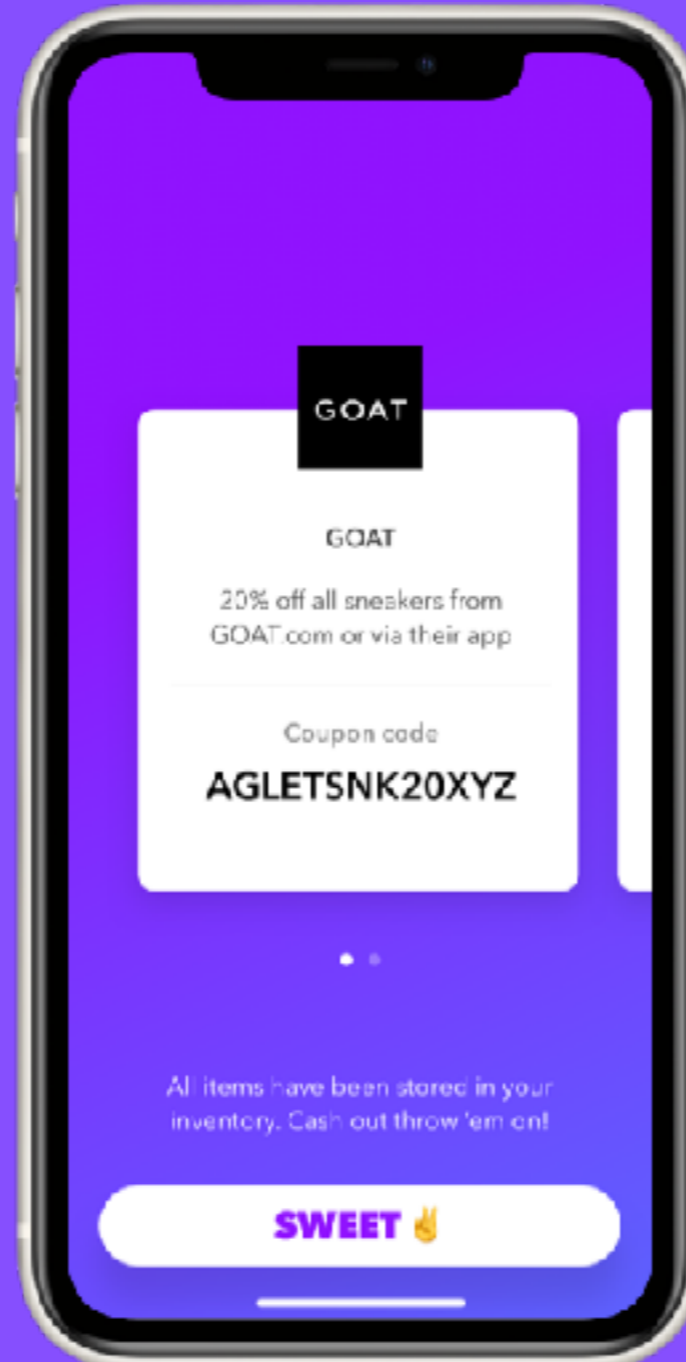 GOAT
GOAT
20% off all sneakers from
GOAT.com or via their app
Coupon code
AGLETSNK20XYZ
All items have been stored in your
inventory. Cash out throw 'em on!
SWEET ✌